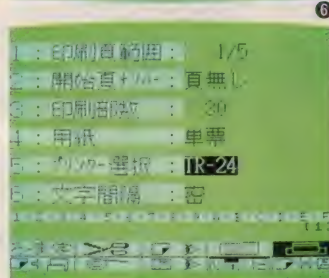 ❻
1 : 印刷頁範囲 : 1/5
2 : 開始頁ナンバー : 頁無し
3 : 印刷部数 : 20
4 : 用紙 : 単票
5 : プリンター選択 : TR-24
6 : 文字間隔 : 密